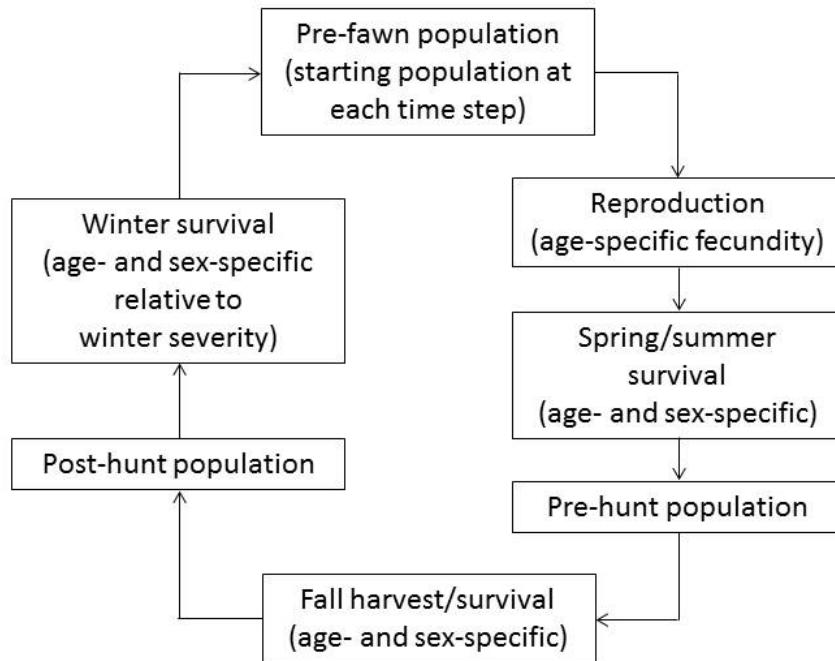 Pre-fawn population
(starting population at
each time step)
Reproduction
(age-specific fecundity)
Spring/summer
survival
(age- and sex-specific)
Pre-hunt population
Fall harvest/survival
(age- and sex-specific)
Post-hunt population
Winter survival
(age- and sex-specific
relative to
winter severity)